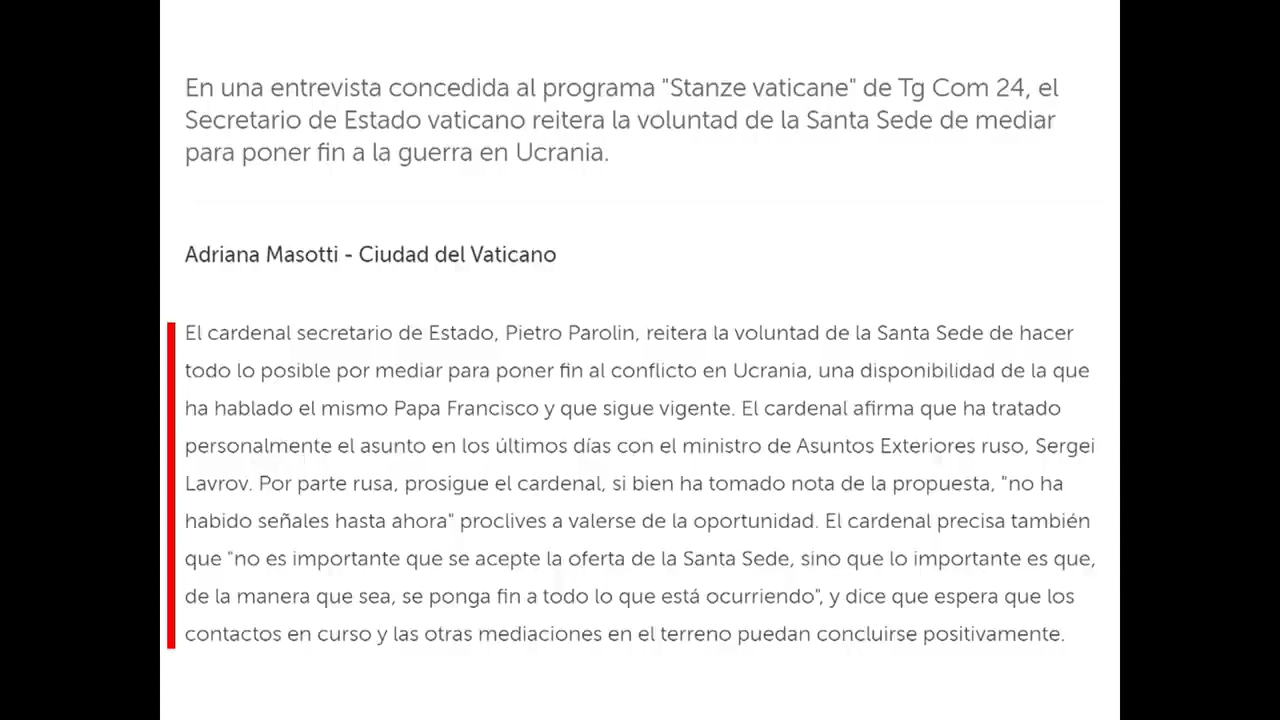 En una entrevista concedida al programa "Stanze vaticane" de Tg Com 24, el
Secretario de Estado vaticano reitera la voluntad de la Santa Sede de mediar
para poner fin a la guerra en Ucrania.
Adriana Masotti - Ciudad del Vaticano
El cardenal secretario de Estado, Pietro Parolin, reitera la voluntad de la Santa Sede de hacer
todo lo posible por mediar para poner fin al conflicto en Ucrania, una disponibilidad de la que
ha hablado el mismo Papa Francisco y que sigue vigente. El cardenal afirma que ha tratado
personalmente el asunto en los últimos días con el ministro de Asuntos Exteriores ruso, Sergei
Lavrov. Por parte rusa, prosigue el cardenal, si bien ha tomado nota de la propuesta, "no ha
habido señales hasta ahora" proclives a valerse de la oportunidad. El cardenal precisa también
que "no es importante que se acepte la oferta de la Santa Sede, sino que lo importante es que,
de la manera que sea, se ponga fin a todo lo que está ocurriendo", y dice que espera que los
contactos en curso y las otras mediaciones en el terreno puedan concluirse positivamente.